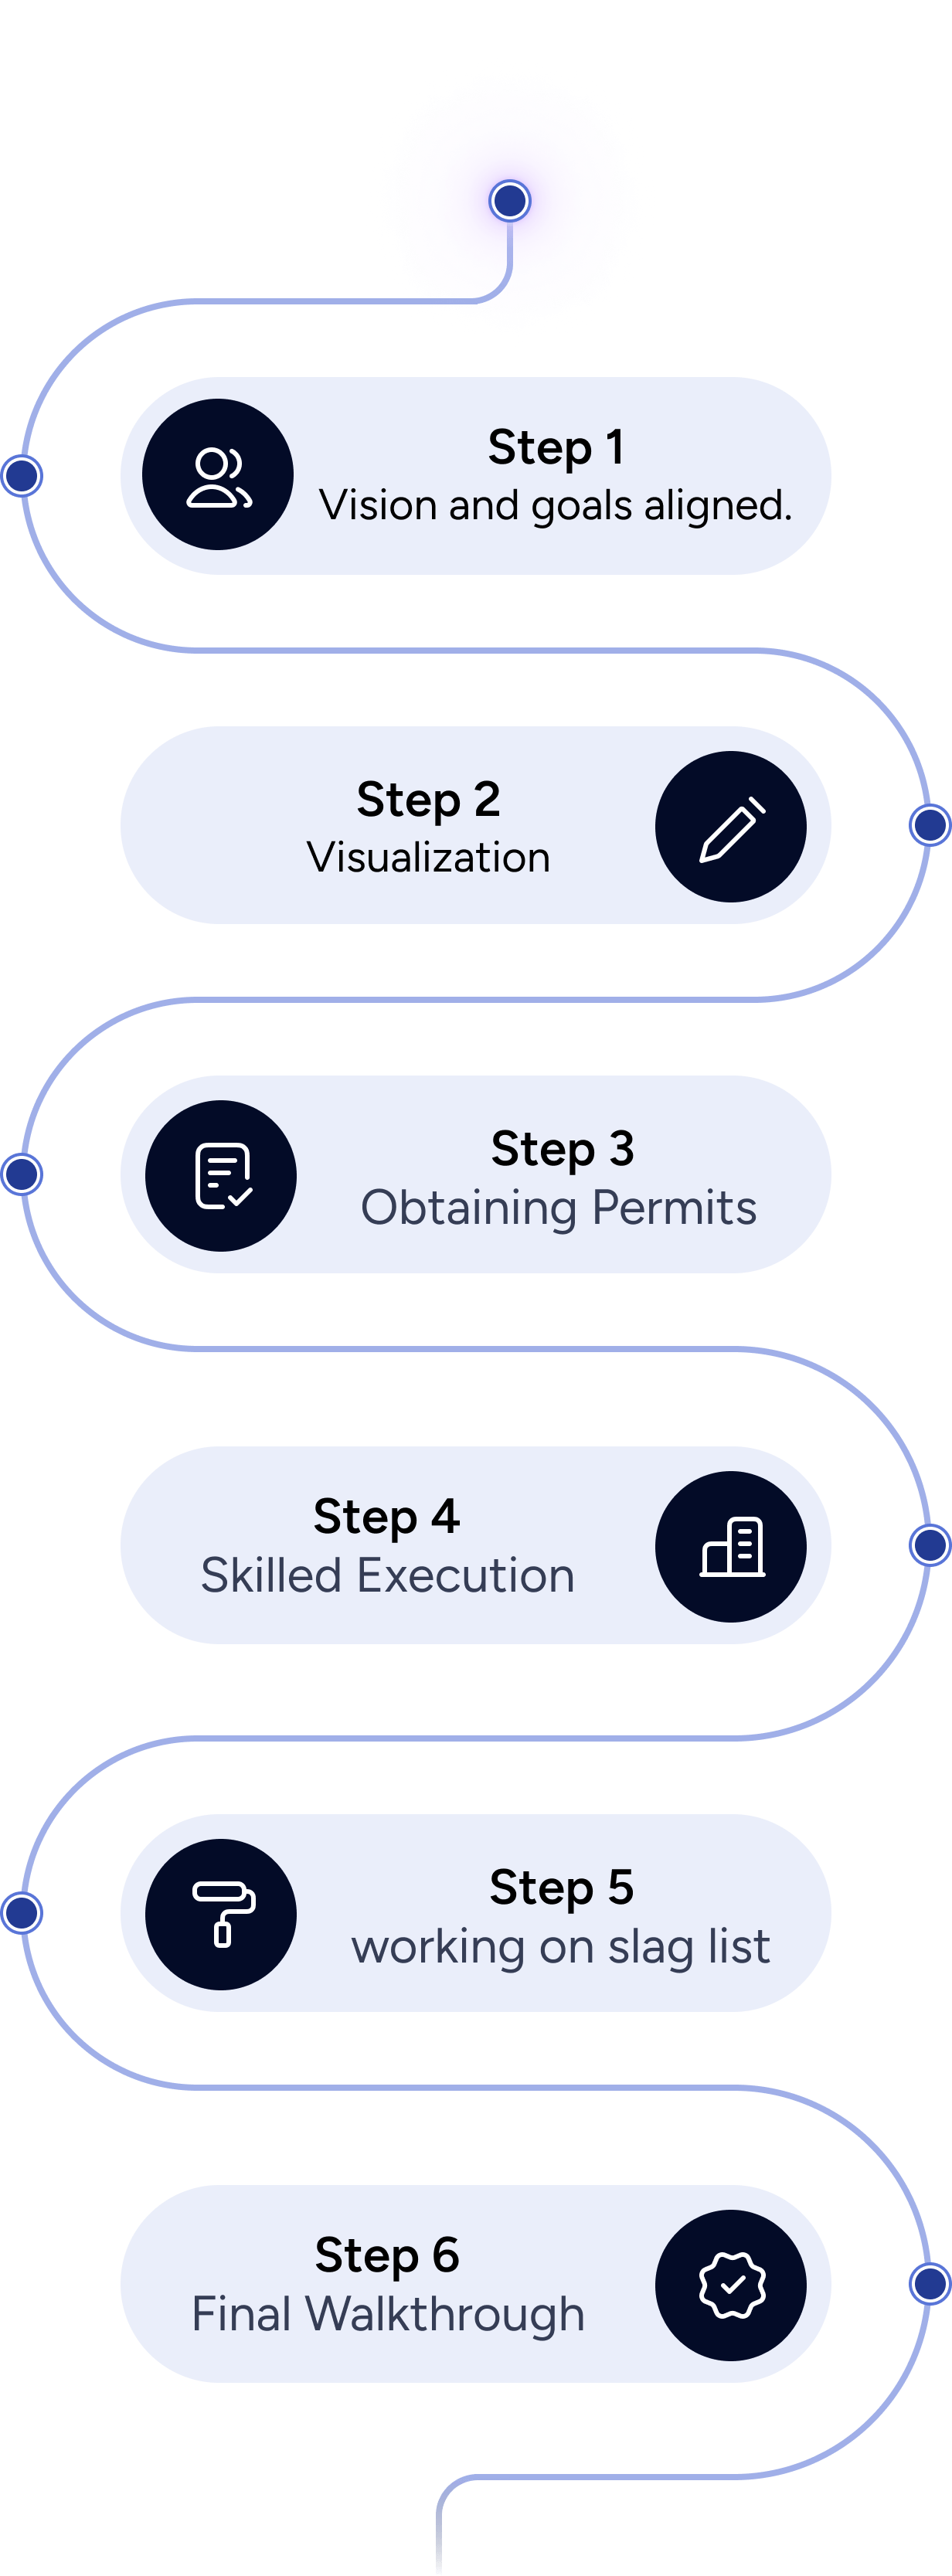 Step 1
Vision and goals aligned.
Step 2
Visualization
Step 3
Obtaining Permits
Step 4
Skilled Execution
Step 5
working on slag list
Step 6
Final Walkthrough